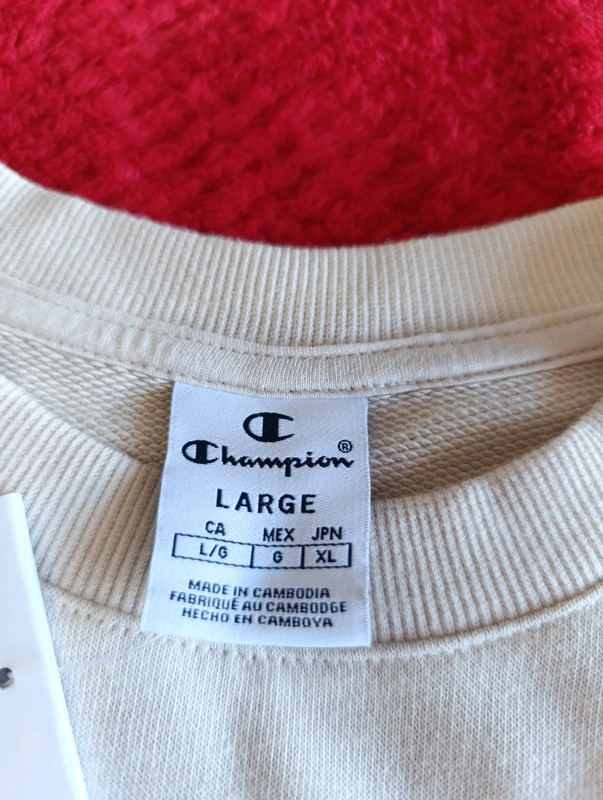 Champion®
LARGE
CA MEX JPN
L/G G XL
MADE IN CAMBODIA
FABRIQUÉ AU CAMBODGE
HECHO EN CAMBOYA